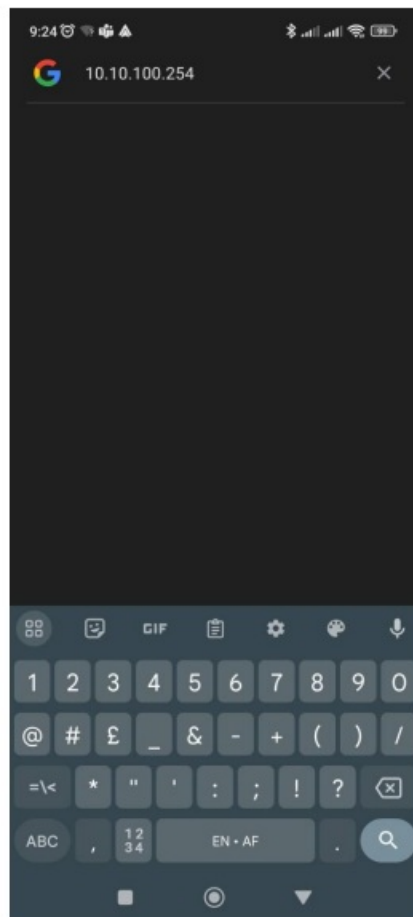 9:24
99
G 10.10.100.254
GIF
1 2 3 4 5 6 7 8 9 0
@ # £ _ & - + ( ) /
=\< * " ' : ; ! ?
ABC , 12 34 EN • AF .